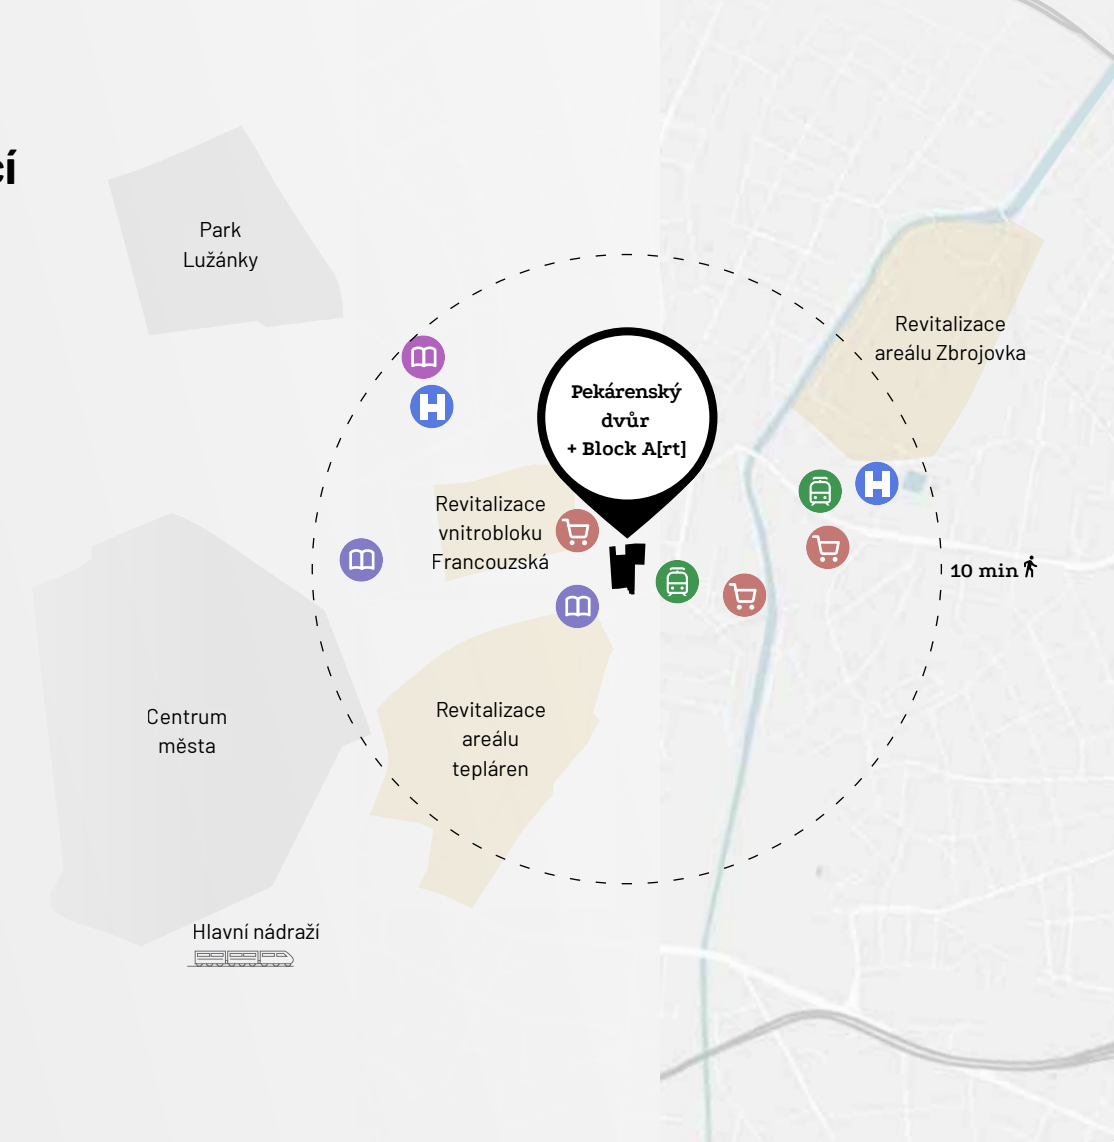 cí
Park
Lužánky
Revitalizace
areálu Zbrojovka
Pekárenský
dvůr
+ Block A[rt]
H
H
Revitalizace
vnitrobloku
Francouzská
10 min
Centrum
města
Revitalizace
areálu
tepláren
Hlavní nádraží